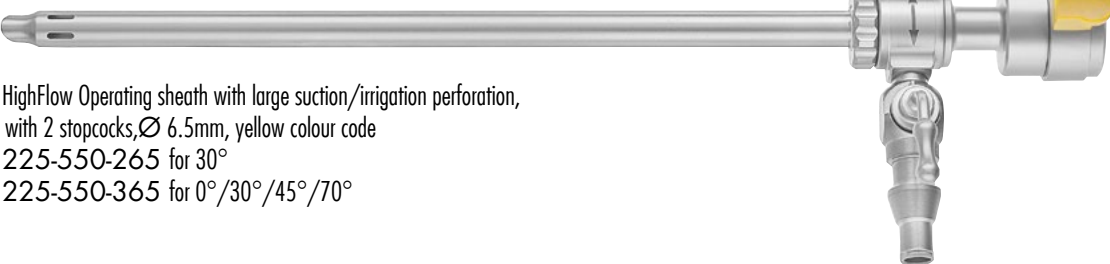 HighFlow Operating sheath with large suction/irrigation perforation,
with 2 stopcocks,Ø 6.5mm, yellow colour code
225-550-265 for 30°
225-550-365 for 0°/30°/45°/70°